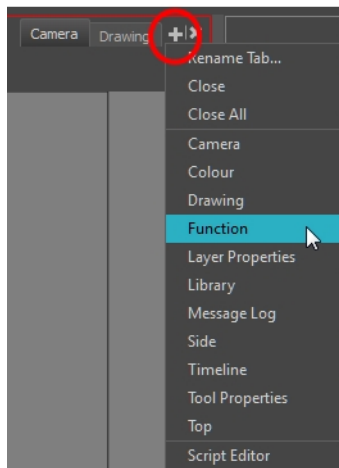 Camera
Drawing
Rename Tab...
Close
Close All
Camera
Colour
Drawing
Function
Layer Properties
Library
Message Log
Side
Timeline
Tool Properties
Top
Script Editor